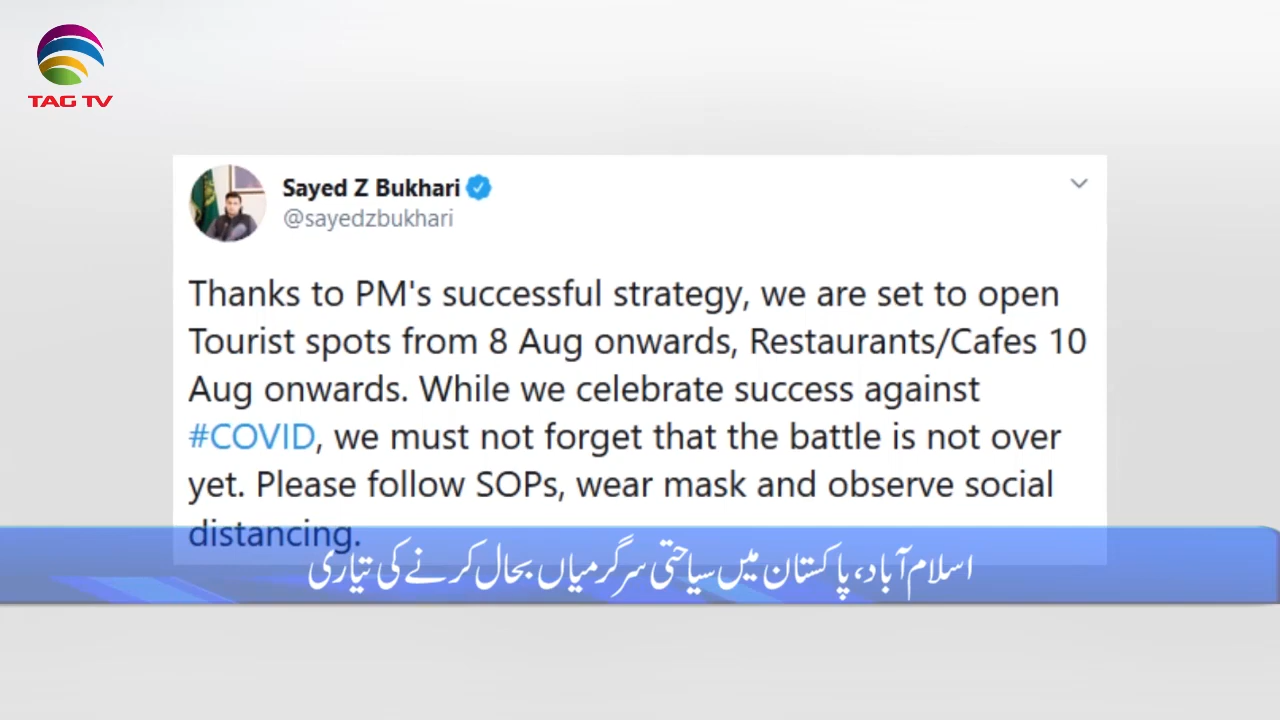 TAG TV
Sayed Z Bukhari
@sayedzbukhari
Thanks to PM's successful strategy, we are set to open
Tourist spots from 8 Aug onwards, Restaurants/Cafes 10
Aug onwards. While we celebrate success against
#COVID, we must not forget that the battle is not over
yet. Please follow SOPs, wear mask and observe social
distancing.
اسلام آباد، پاکستان میں سیاحتی سرگرمیاں بحال کرنے کی تیاری